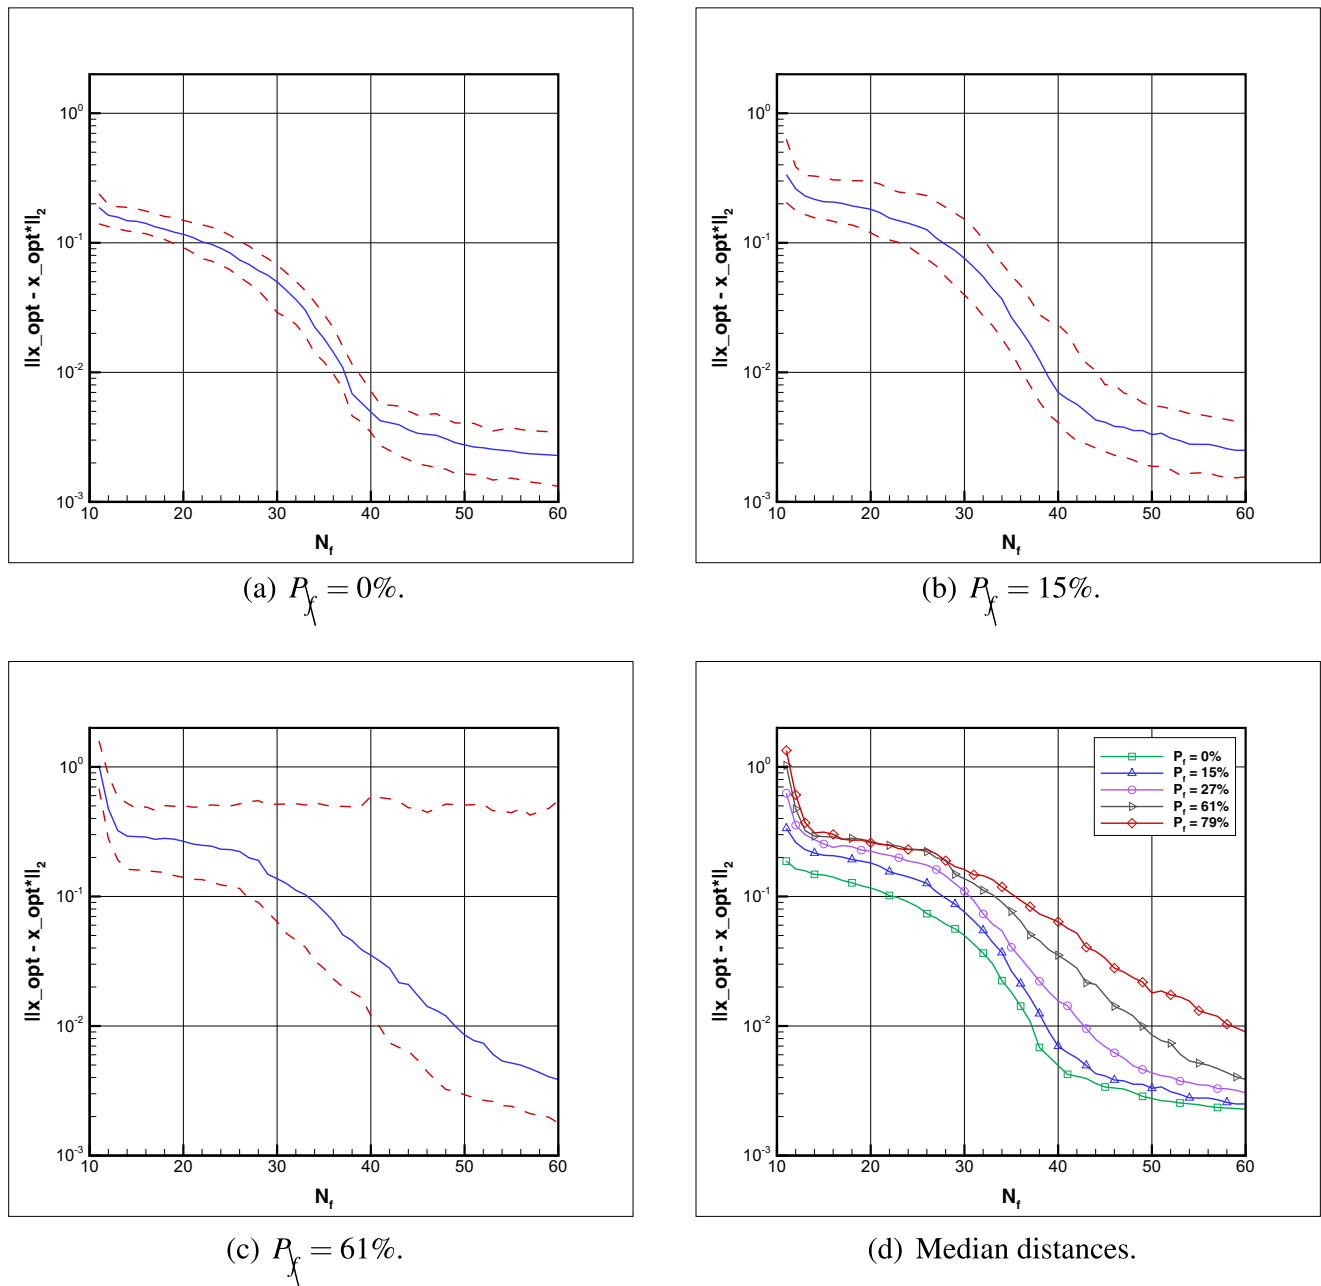 10⁰
10⁻¹
10⁻²
10⁻³
||x_opt - x_opt*||₂
10 20 30 40 50 60
N_f
(a) P_f = 0%.
10⁰
10⁻¹
10⁻²
10⁻³
||x_opt - x_opt*||₂
10 20 30 40 50 60
N_f
(b) P_f = 15%.
10⁰
10⁻¹
10⁻²
10⁻³
||x_opt - x_opt*||₂
10 20 30 40 50 60
N_f
(c) P_f = 61%.
10⁰
10⁻¹
10⁻²
10⁻³
||x_opt - x_opt*||₂
P_f = 0%
P_f = 15%
P_f = 27%
P_f = 61%
P_f = 79%
10 20 30 40 50 60
N_f
(d) Median distances.